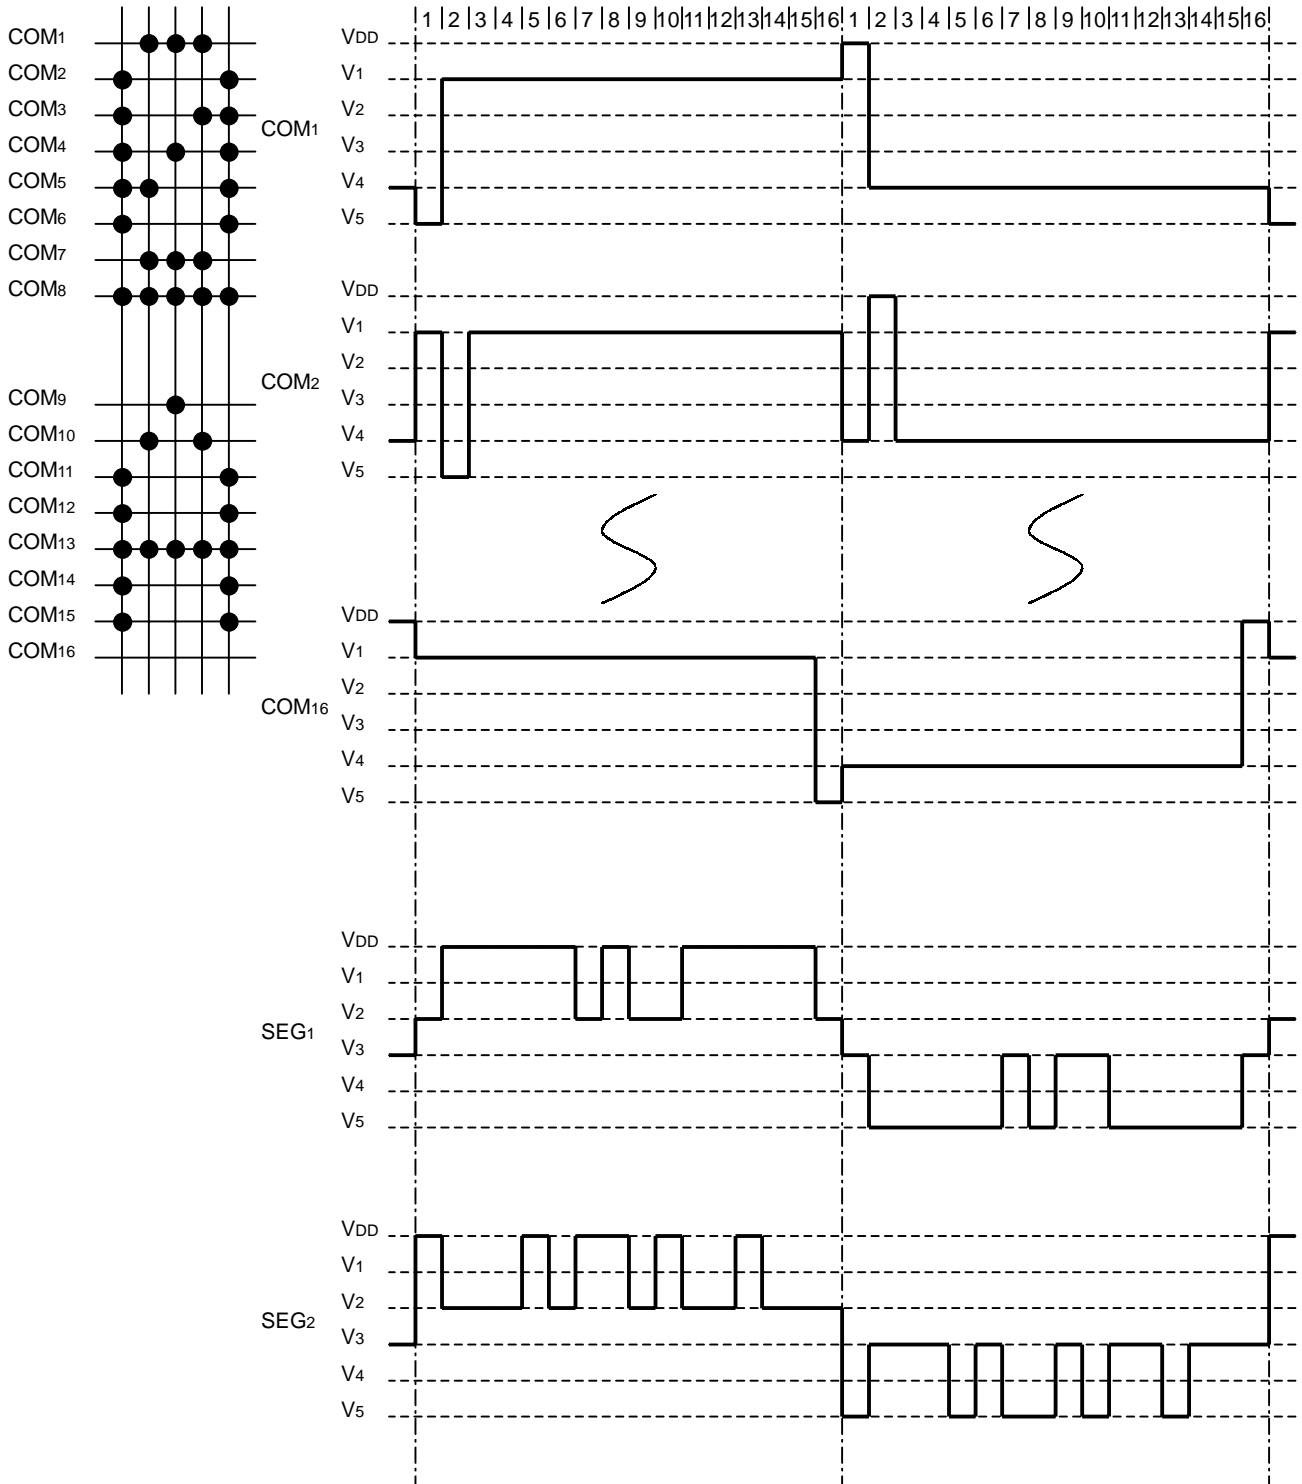 1 2 3 4 5 6 7 8 9 10 11 12 13 14 15 16 1 2 3 4 5 6 7 8 9 10 11 12 13 14 15 16
COM1
COM2
COM3
COM4
COM5
COM6
COM7
COM8
COM9
COM10
COM11
COM12
COM13
COM14
COM15
COM16
COM1
VDD
V1
V2
V3
V4
V5
COM2
VDD
V1
V2
V3
V4
V5
COM16
VDD
V1
V2
V3
V4
V5
SEG1
VDD
V1
V2
V3
V4
V5
SEG2
VDD
V1
V2
V3
V4
V5